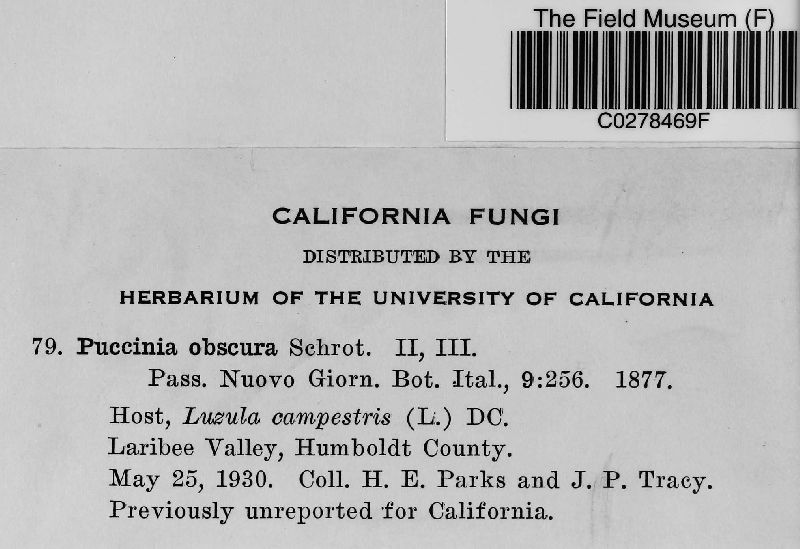 The Field Museum (F)
C0278469F
CALIFORNIA FUNGI
DISTRIBUTED BY THE
HERBARIUM OF THE UNIVERSITY OF CALIFORNIA
79. Puccinia obscura Schrot. II, III.
Pass. Nuovo Giorn. Bot. Ital., 9:256. 1877.
Host, Luzula campestris (L.) DC.
Laribee Valley, Humboldt County.
May 25, 1930. Coll. H. E. Parks and J. P. Tracy.
Previously unreported for California.